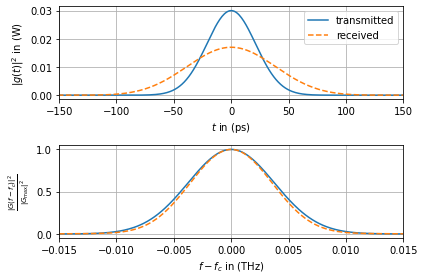 transmitted
received
|g(t)|² in (W)
0.03
0.02
0.01
0.00
−150 −100 −50 0 50 100 150
t in (ps)
|G(f − f_c)|² / |G_max|²
1.0
0.5
0.0
−0.015 −0.010 −0.005 0.000 0.005 0.010 0.015
f − f_c in (THz)